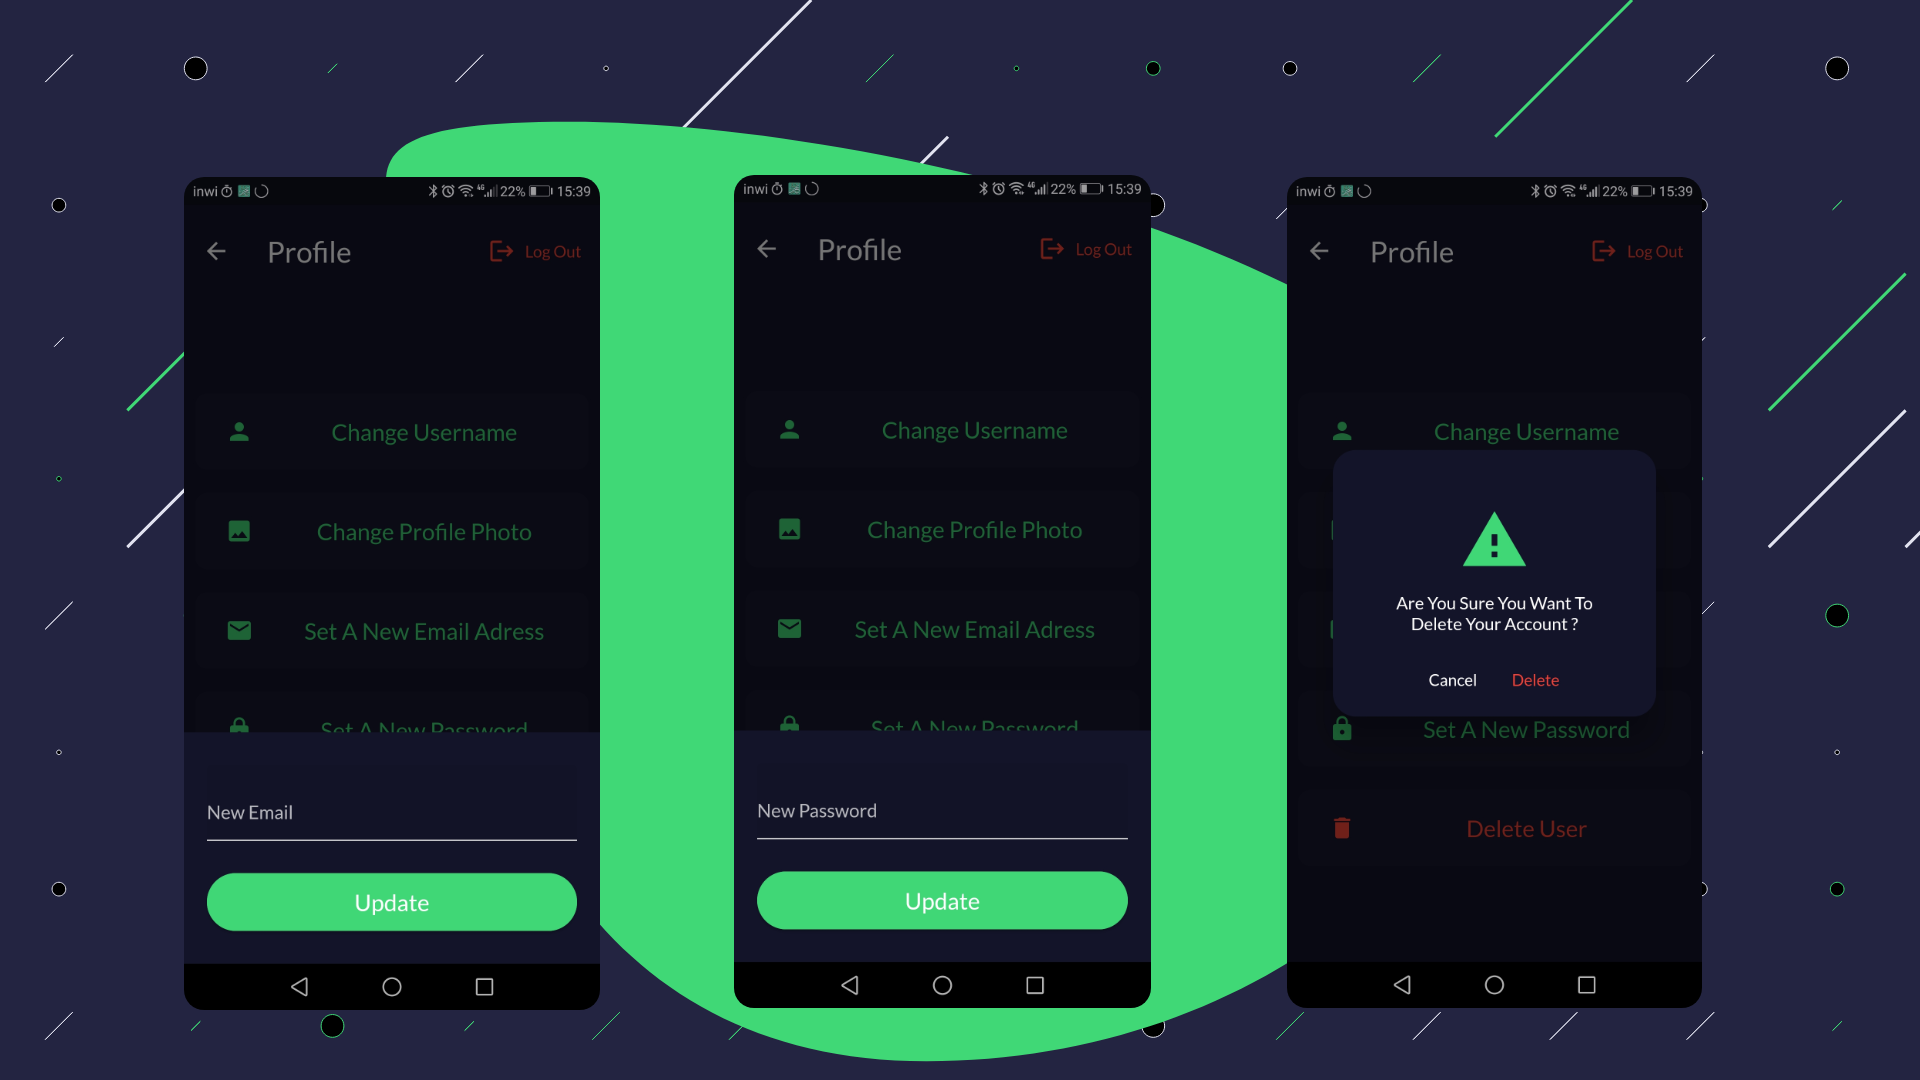 inwi 4G 22% 15:39
Profile
Log Out
Change Username
Change Profile Photo
Set A New Email Adress
Set A New Password
New Email
Update
inwi 4G 22% 15:39
Profile
Log Out
Change Username
Change Profile Photo
Set A New Email Adress
Set A New Password
New Password
Update
inwi 4G 22% 15:39
Profile
Log Out
Change Username
Are You Sure You Want To
Delete Your Account ?
Cancel
Delete
Set A New Password
Delete User